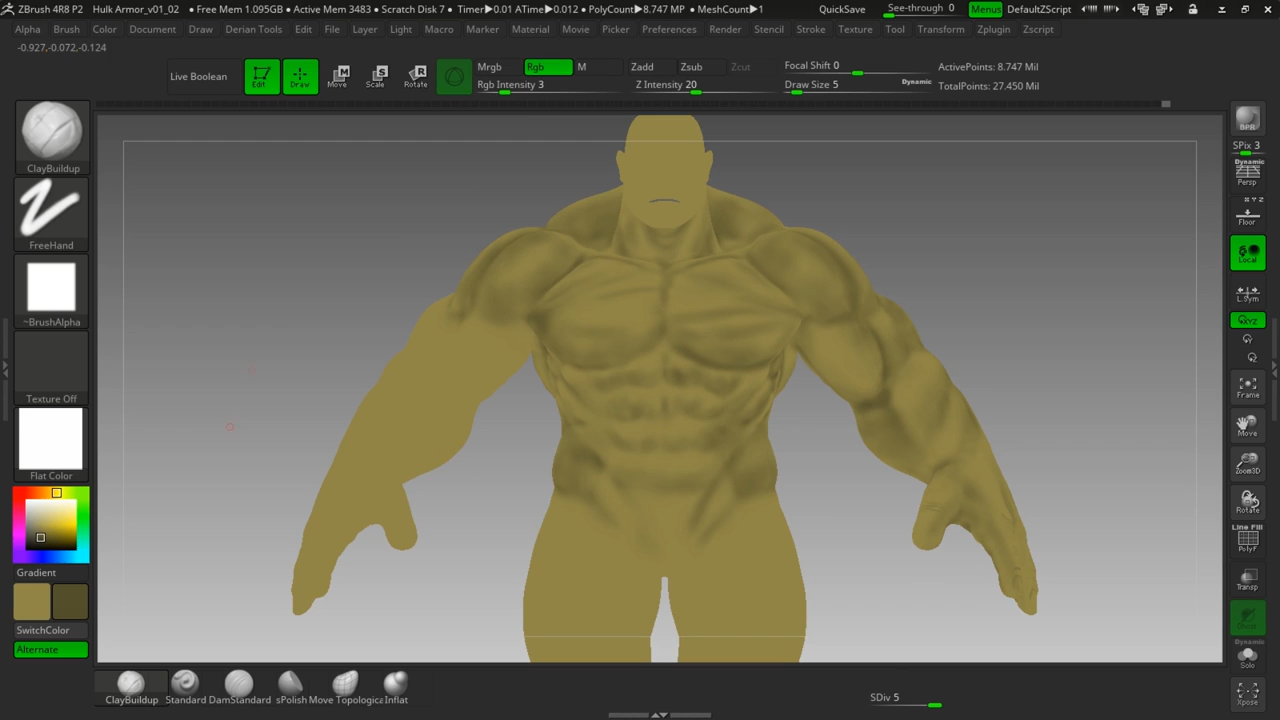 ZBrush 4R8 P2 Hulk Armor_v01_02 • Free Mem 1.095GB • Active Mem 3483 • Scratch Disk 7 • Timer▶0.01 ATime▶0.012 • PolyCount▶8.747 MP • MeshCount▶1 QuickSave See-through 0 Menus DefaultZScript
Alpha Brush Color Document Draw Derian Tools Edit File Layer Light Macro Marker Material Movie Picker Preferences Render Stencil Stroke Texture Tool Transform Zplugin Zscript
-0.927,-0.072,-0.124
Live Boolean Edit Draw Move Scale Rotate
Mrgb Rgb M Zadd Zsub Zcut Focal Shift 0 ActivePoints: 8.747 Mil
Rgb Intensity 3 Z Intensity 20 Draw Size 5 Dynamic TotalPoints: 27.450 Mil
ClayBuildup
FreeHand
~BrushAlpha
Texture Off
Flat Color
Gradient
SwitchColor
Alternate
BPR
SPix 3
Dynamic
Persp
X Y Z
Floor
Local
L.Sym
XYZ
Y
Z
Frame
Move
Zoom3D
Rotate
Line Fill
PolyF
Transp
Ghost
Dynamic
Solo
Xpose
ClayBuildup Standard DamStandard sPolish Move Topologica Inflat
SDiv 5